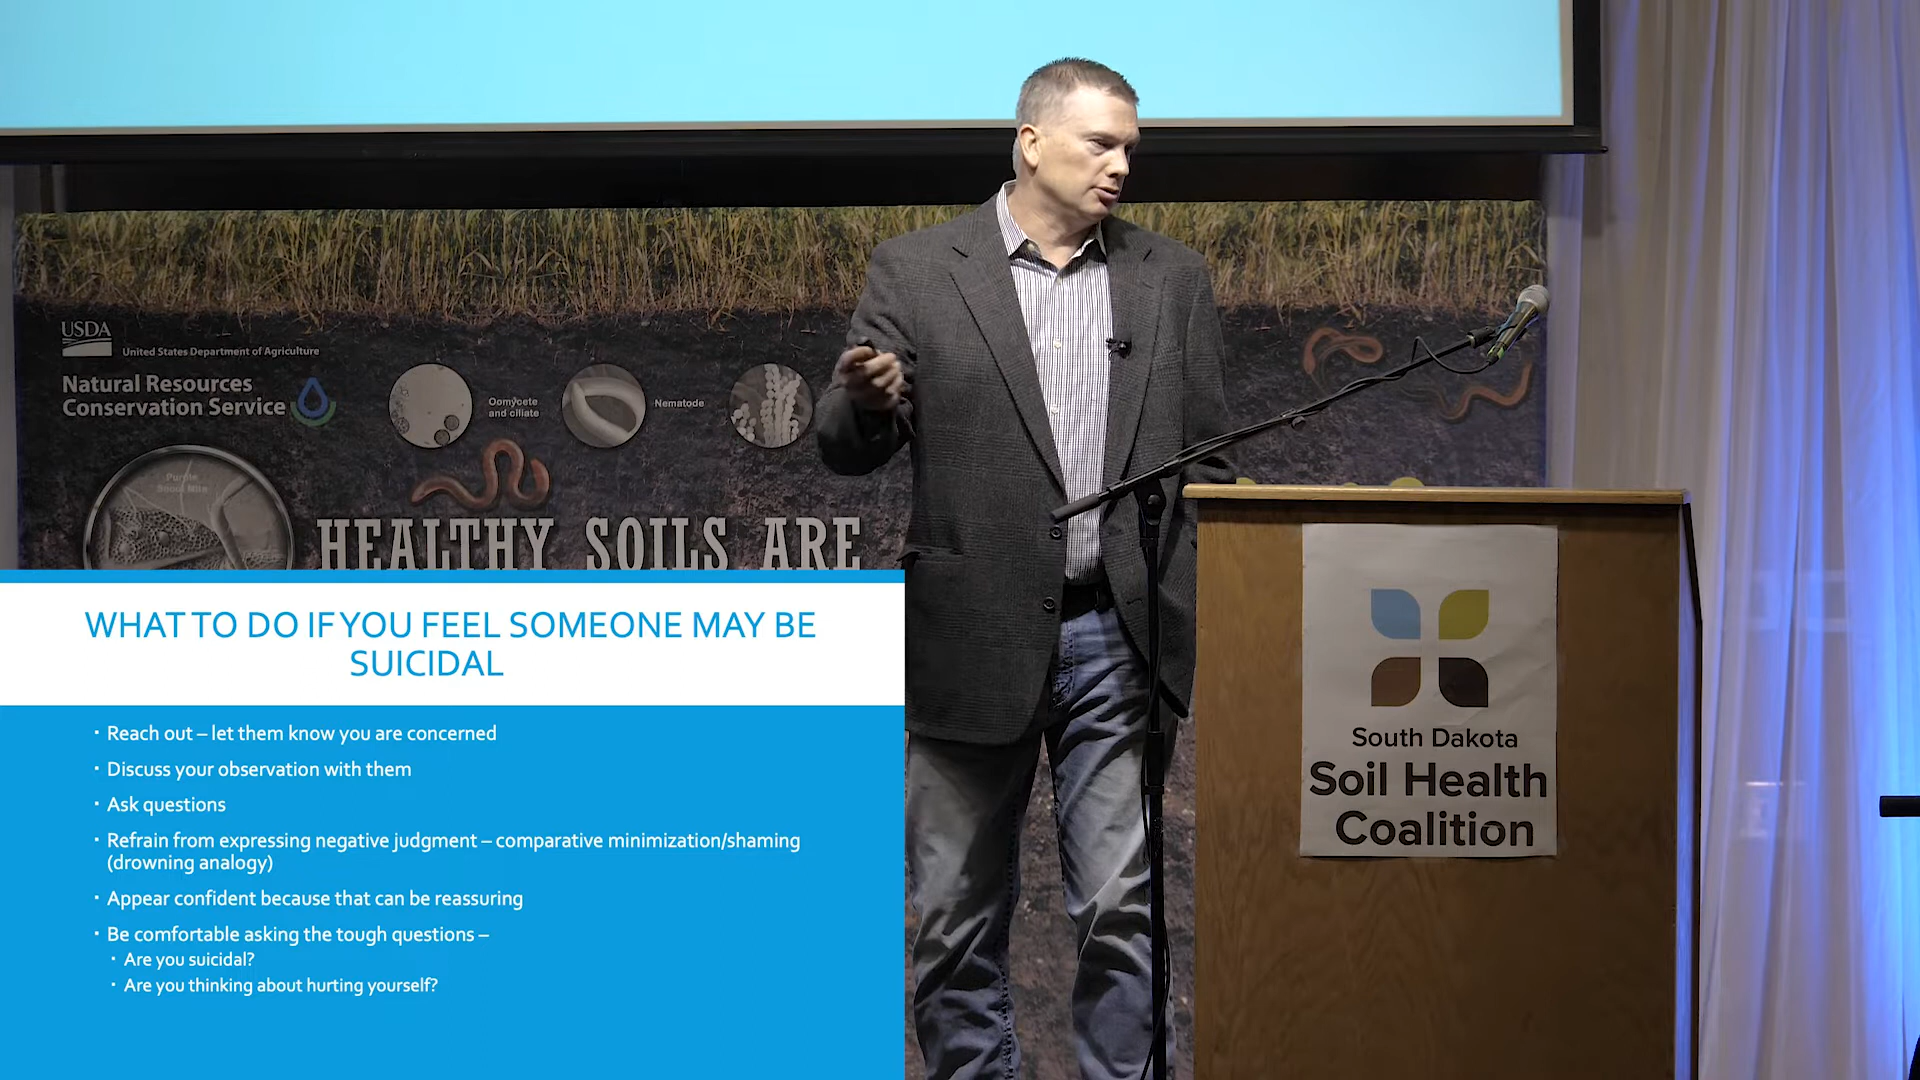 USDA
United States Department of Agriculture
Natural Resources
Conservation Service
Oomycete
and ciliate
Nematode
Purple
Scout Mite
HEALTHY SOILS ARE
WHAT TO DO IF YOU FEEL SOMEONE MAY BE
SUICIDAL
· Reach out – let them know you are concerned
· Discuss your observation with them
· Ask questions
· Refrain from expressing negative judgment – comparative minimization/shaming
(drowning analogy)
· Appear confident because that can be reassuring
· Be comfortable asking the tough questions –
· Are you suicidal?
· Are you thinking about hurting yourself?
South Dakota
Soil Health
Coalition